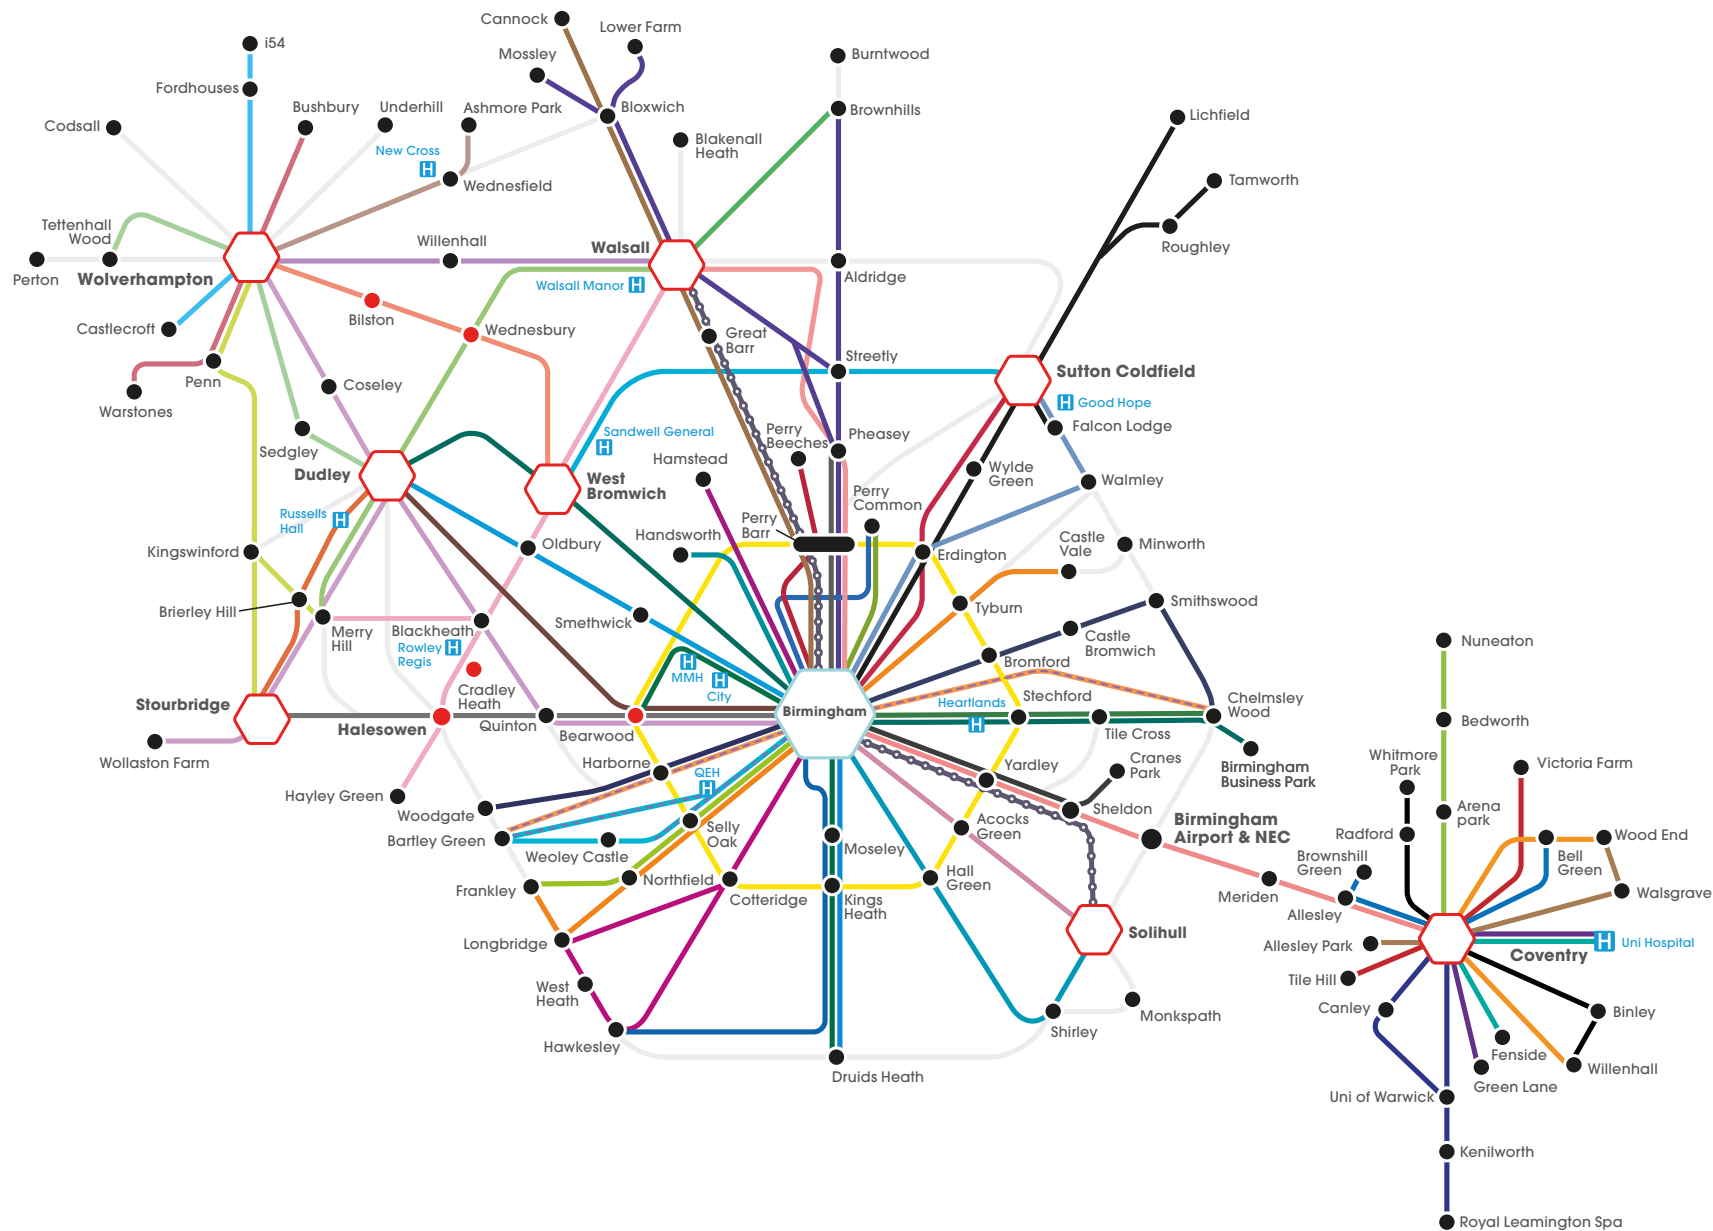 Cannock
Lower Farm
i54
Mossley
Burntwood
Fordhouses
Bushbury
Underhill
Ashmore Park
Bloxwich
Brownhills
Lichfield
Codsall
New Cross
H
Blakenall
Heath
Wednesfield
Tamworth
Tettenhall
Wood
Willenhall
Walsall
Roughley
Perton
Wolverhampton
Walsall Manor H
Aldridge
Bilston
Castlecroft
Wednesbury
Great
Barr
Streetly
Sutton Coldfield
Penn
Coseley
H Good Hope
Warstones
Falcon Lodge
Sedgley
Sandwell General
H
Perry
Beeches
Pheasey
Dudley
Hamstead
Wylde
Green
West
Bromwich
Walmley
Russells
Hall
H
Perry
Common
Perry
Barr
Kingswinford
Oldbury
Handsworth
Erdington
Castle
Vale
Minworth
Brierley Hill
Merry
Hill
Blackheath
Rowley
Regis
H
Smethwick
Tyburn
Smithswood
Castle
Bromwich
Nuneaton
Bromford
MMH
H
H
City
Cradley
Heath
Stourbridge
Halesowen
Quinton
Bearwood
Birmingham
Heartlands
H
Stechford
Chelmsley
Wood
Bedworth
Tile Cross
Wollaston Farm
Harborne
QEH
H
Yardley
Cranes
Park
Birmingham
Business Park
Whitmore
Park
Victoria Farm
Hayley Green
Woodgate
Sheldon
Arena
park
Bartley Green
Selly
Oak
Acocks
Green
Birmingham
Airport & NEC
Radford
Wood End
Weoley Castle
Moseley
Brownshill
Green
Bell
Green
Frankley
Northfield
Cotteridge
Kings
Heath
Hall
Green
Meriden
Allesley
Walsgrave
Longbridge
Solihull
Allesley Park
Coventry
H Uni Hospital
West
Heath
Tile Hill
Canley
Binley
Hawkesley
Shirley
Monkspath
Fenside
Druids Heath
Green Lane
Willenhall
Uni of Warwick
Kenilworth
Royal Leamington Spa